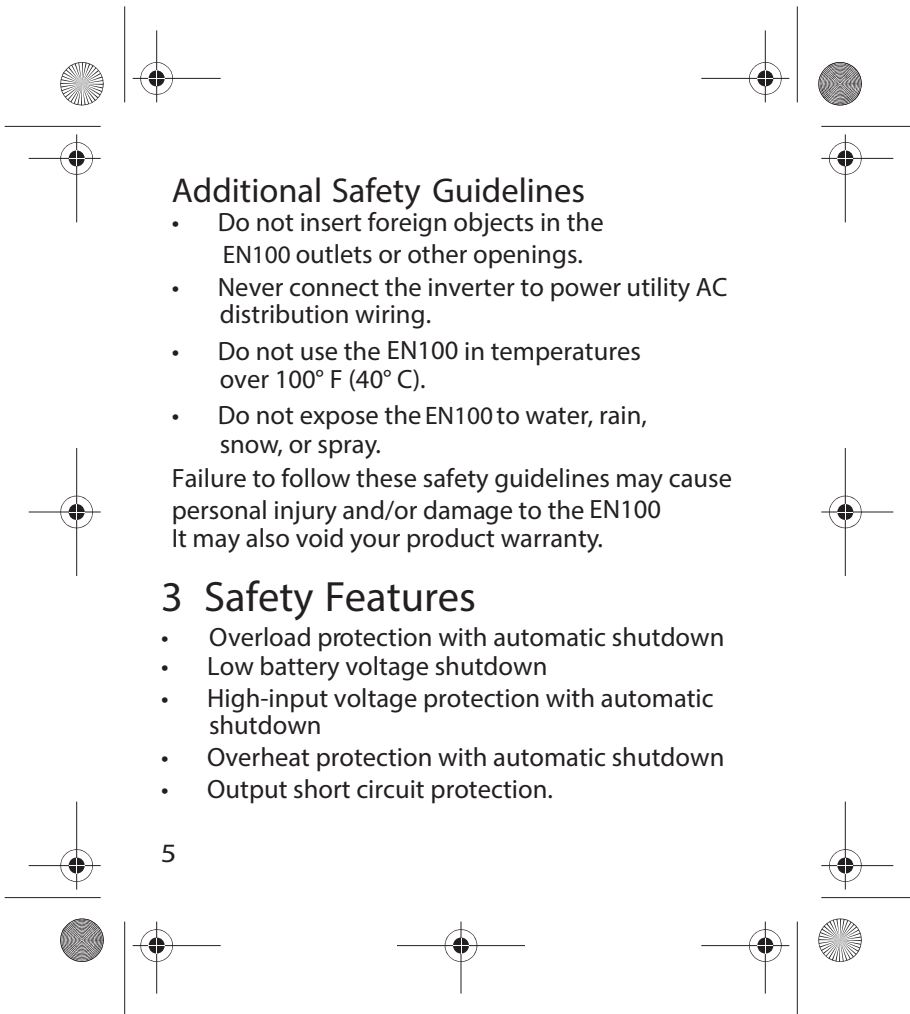 Additional Safety Guidelines
• Do not insert foreign objects in the
EN100 outlets or other openings.
• Never connect the inverter to power utility AC
distribution wiring.
• Do not use the EN100 in temperatures
over 100° F (40° C).
• Do not expose the EN100 to water, rain,
snow, or spray.
Failure to follow these safety guidelines may cause
personal injury and/or damage to the EN100
It may also void your product warranty.
3 Safety Features
• Overload protection with automatic shutdown
• Low battery voltage shutdown
• High-input voltage protection with automatic
shutdown
• Overheat protection with automatic shutdown
• Output short circuit protection.
5